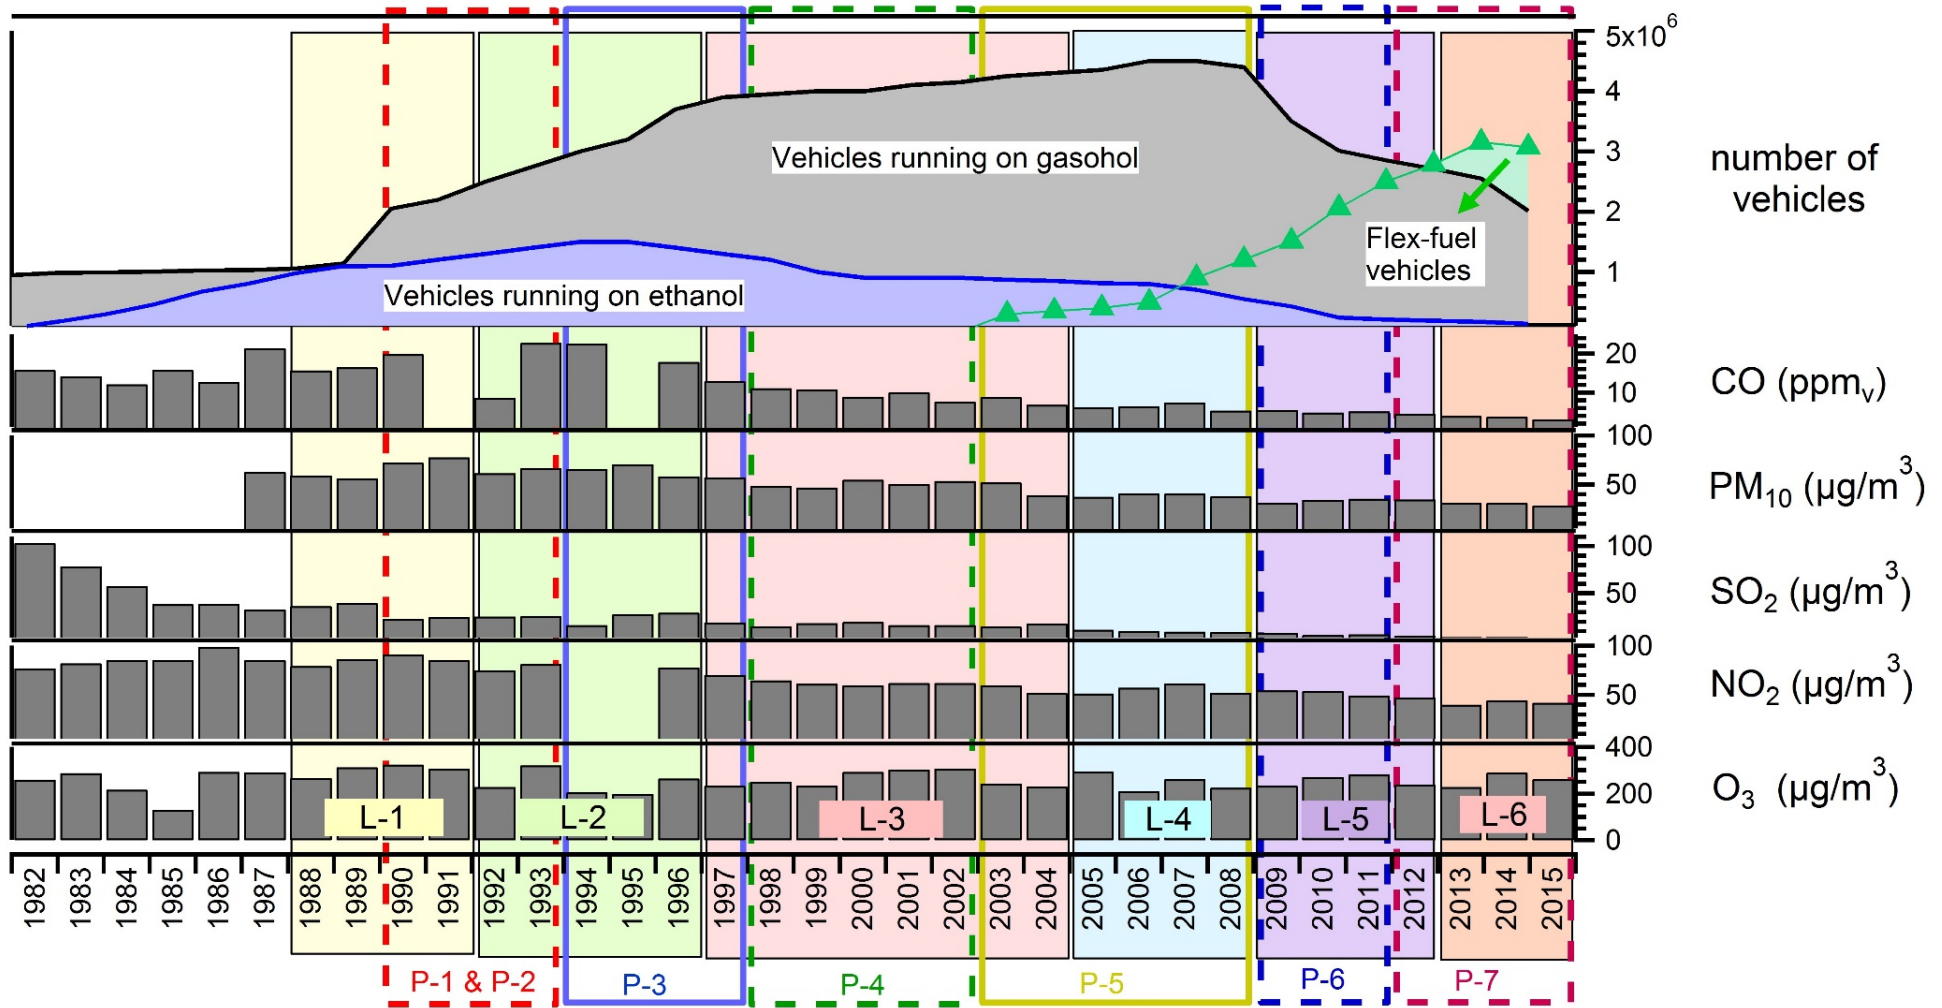 5x10⁶
4
3
2
1
number of
vehicles
Vehicles running on gasohol
Flex-fuel
vehicles
Vehicles running on ethanol
20
10
CO (ppmᵥ)
100
50
PM₁₀ (µg/m³)
100
50
SO₂ (µg/m³)
100
50
NO₂ (µg/m³)
400
200
0
O₃ (µg/m³)
L-1
L-2
L-3
L-4
L-5
L-6
1982
1983
1984
1985
1986
1987
1988
1989
1990
1991
1992
1993
1994
1995
1996
1997
1998
1999
2000
2001
2002
2003
2004
2005
2006
2007
2008
2009
2010
2011
2012
2013
2014
2015
P-1 & P-2
P-3
P-4
P-5
P-6
P-7